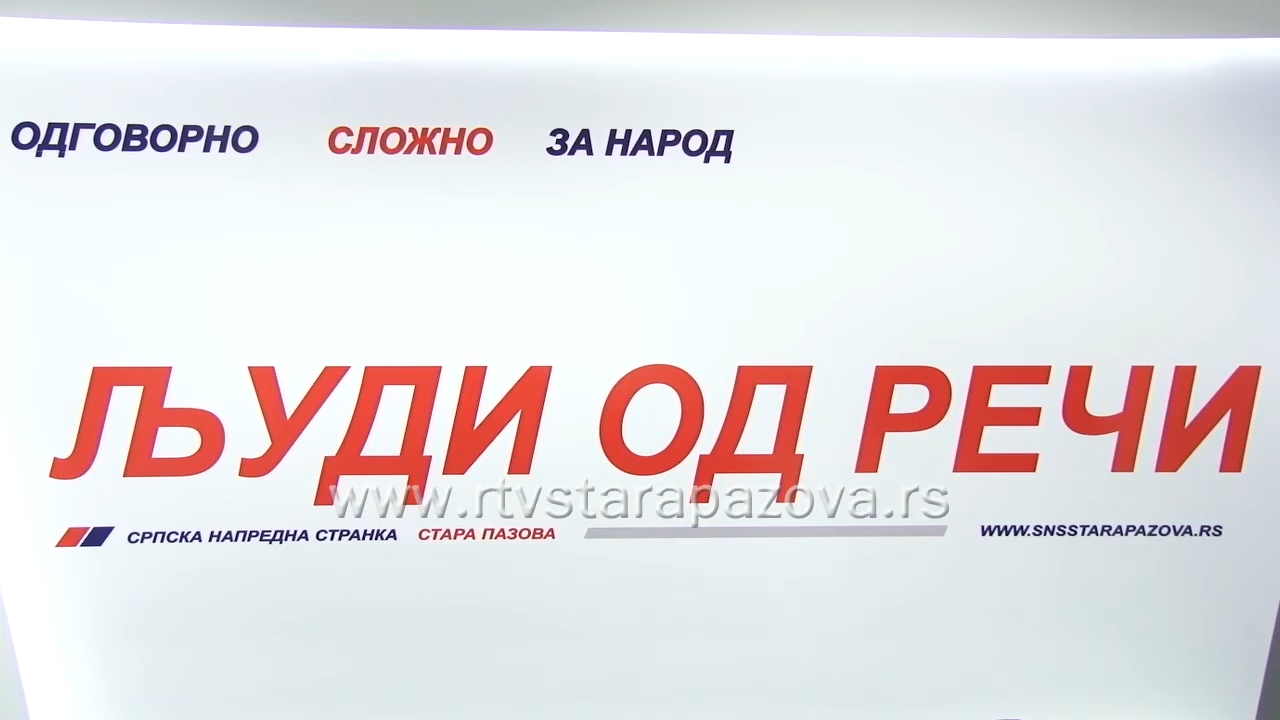 ОДГОВОРНО СЛОЖНО ЗА НАРОД
ЉУДИ ОД РЕЧИ
www.rtvstarapazova.rs
СРПСКА НАПРЕДНА СТРАНКА СТАРА ПАЗОВА WWW.SNSSTARAPAZOVA.RS